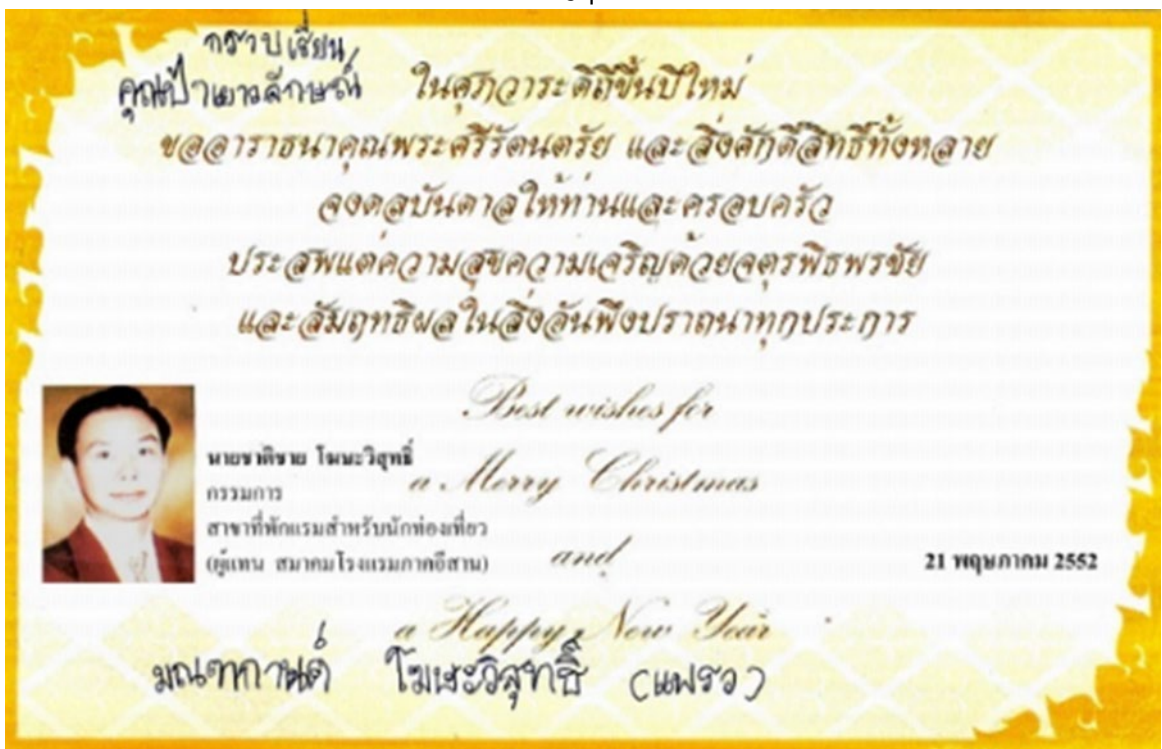 กราบเรียน
คุณป้าเยาวลักษณ์
ในศุภวาระดิถีขึ้นปีใหม่
ขออาราธนาคุณพระศรีรัตนตรัย และสิ่งศักดิ์สิทธิ์ทั้งหลาย
จงดลบันดาลให้ท่านและครอบครัว
ประสพแต่ความสุขความเจริญด้วยจตุรพิธพรชัย
และสัมฤทธิผลในสิ่งอันพึงปราถนาทุกประการ
Best wishes for
a Merry Christmas
and
a Happy New Year
นายชาติชาย โฆษะวิสุทธิ์
กรรมการ
สาขาที่พักแรมสำหรับนักท่องเที่ยว
(ผู้แทน สมาคมโรงแรมภาคอีสาน)
21 พฤษภาคม 2552
มณฑกานต์ โฆษะวิสุทธิ์ (แพรว)